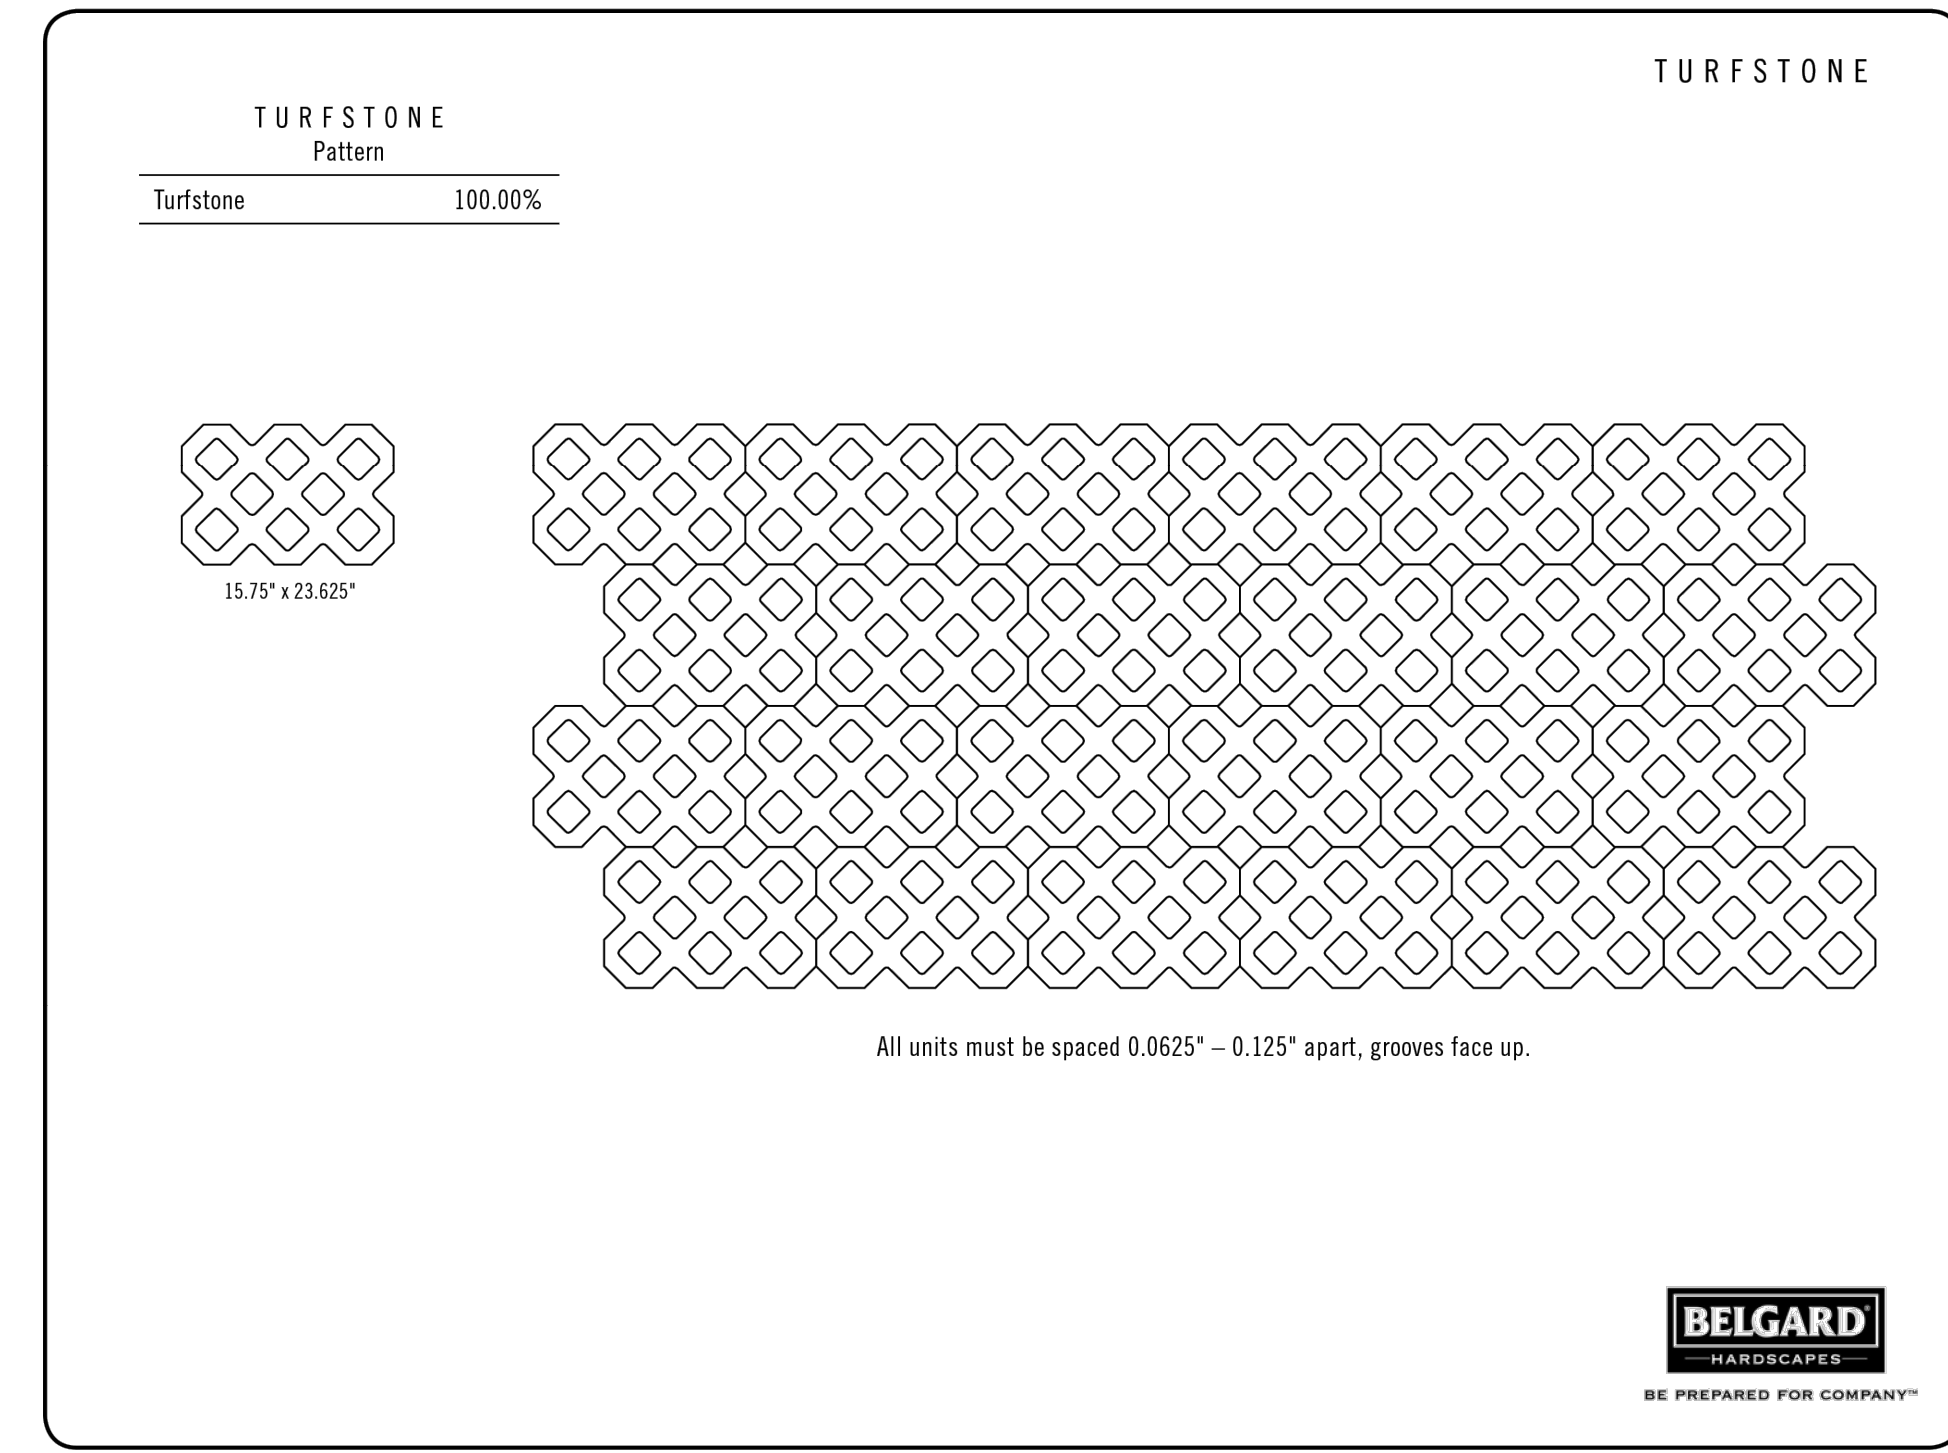 TURFSTONE
TURFSTONE
Pattern
Turfstone 100.00%
15.75" x 23.625"
All units must be spaced 0.0625" – 0.125" apart, grooves face up.
BELGARD®
HARDSCAPES
BE PREPARED FOR COMPANY™